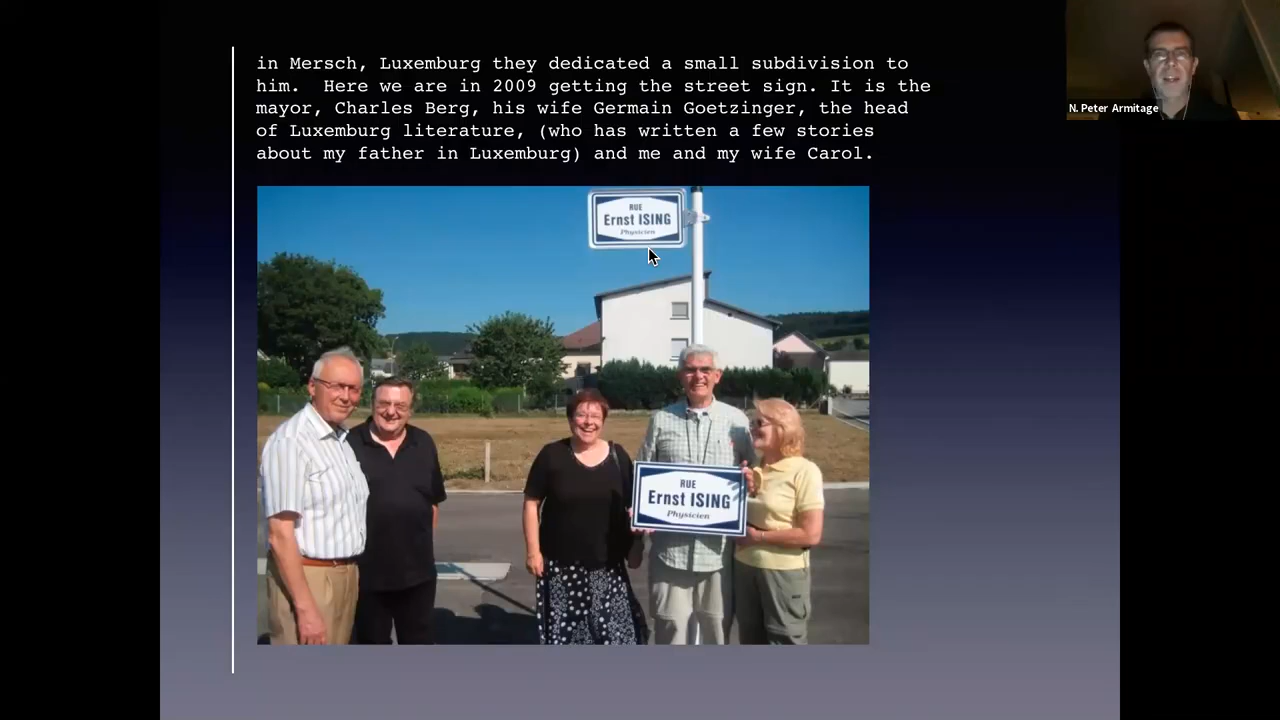 in Mersch, Luxemburg they dedicated a small subdivision to
him.  Here we are in 2009 getting the street sign. It is the
mayor, Charles Berg, his wife Germain Goetzinger, the head
of Luxemburg literature, (who has written a few stories
about my father in Luxemburg) and me and my wife Carol.
N. Peter Armitage
RUE
Ernst ISING
Physicien
RUE
Ernst ISING
Physicien